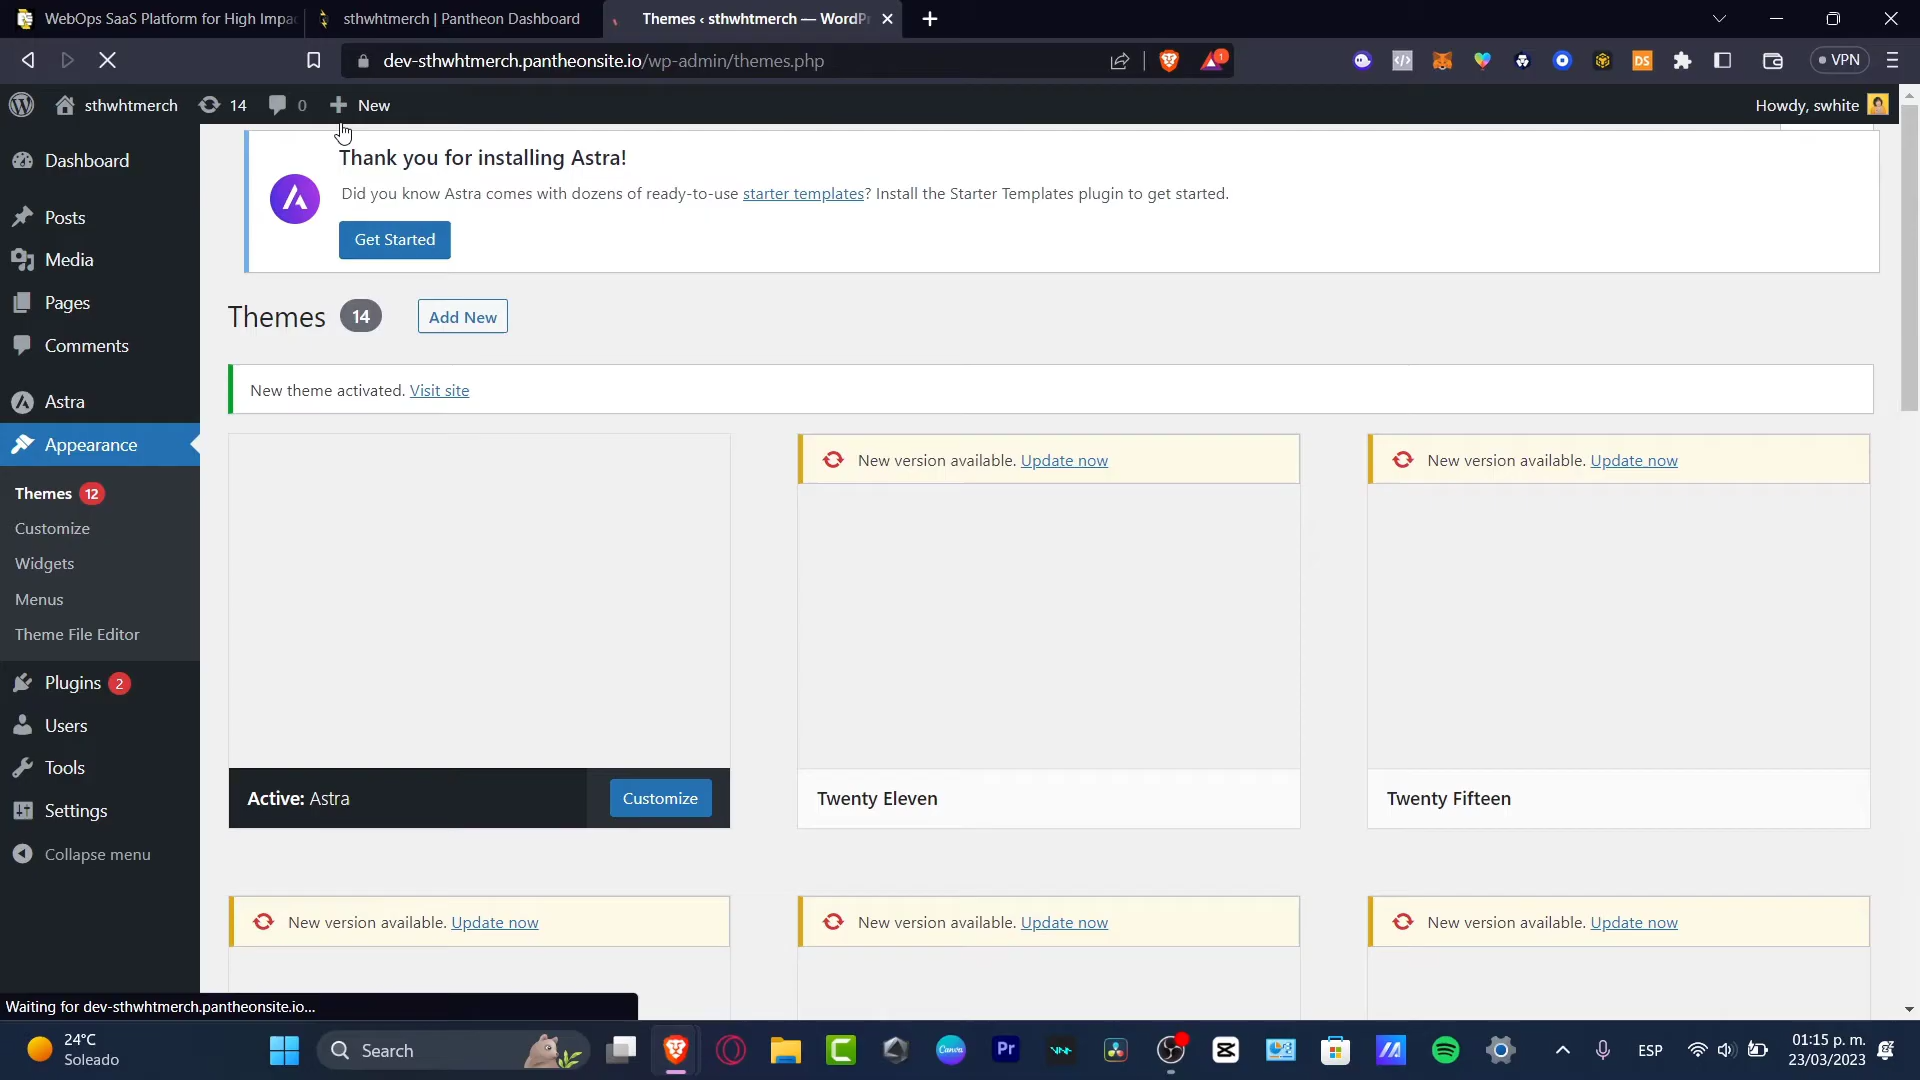 WebOps SaaS Platform for High Impac
sthwhtmerch | Pantheon Dashboard
Themes ‹ sthwhtmerch — WordPr
dev-sthwhtmerch.pantheonsite.io/wp-admin/themes.php
1
DS
VPN
sthwhtmerch
14
0
New
Howdy, swhite
Dashboard
Posts
Media
Pages
Comments
Astra
Appearance
Themes 12
Customize
Widgets
Menus
Theme File Editor
Plugins 2
Users
Tools
Settings
Collapse menu
Thank you for installing Astra!
Did you know Astra comes with dozens of ready-to-use starter templates? Install the Starter Templates plugin to get started.
Get Started
Themes 14
Add New
New theme activated. Visit site
New version available. Update now
New version available. Update now
Active: Astra
Customize
Twenty Eleven
Twenty Fifteen
New version available. Update now
New version available. Update now
New version available. Update now
Waiting for dev-sthwhtmerch.pantheonsite.io...
24°C
Soleado
Search
Canva
Pr
ESP
01:15 p. m.
23/03/2023